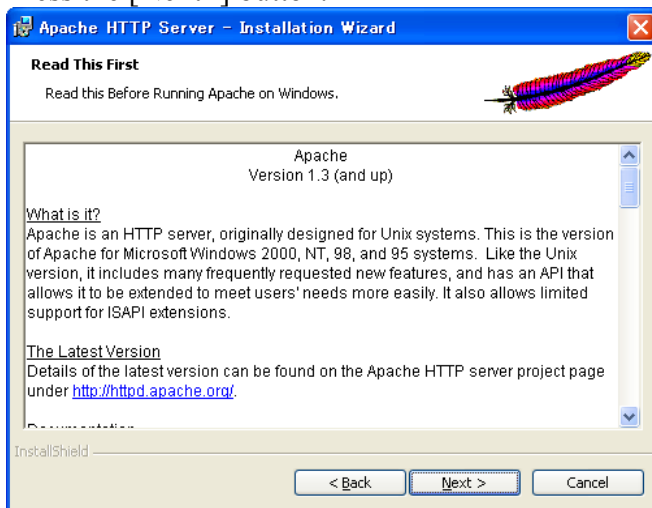 Apache HTTP Server - Installation Wizard
Read This First
Read this Before Running Apache on Windows.
Apache
Version 1.3 (and up)
What is it?
Apache is an HTTP server, originally designed for Unix systems. This is the version
of Apache for Microsoft Windows 2000, NT, 98, and 95 systems. Like the Unix
version, it includes many frequently requested new features, and has an API that
allows it to be extended to meet users' needs more easily. It also allows limited
support for ISAPI extensions.
The Latest Version
Details of the latest version can be found on the Apache HTTP server project page
under http://httpd.apache.org/.
InstallShield
< Back
Next >
Cancel